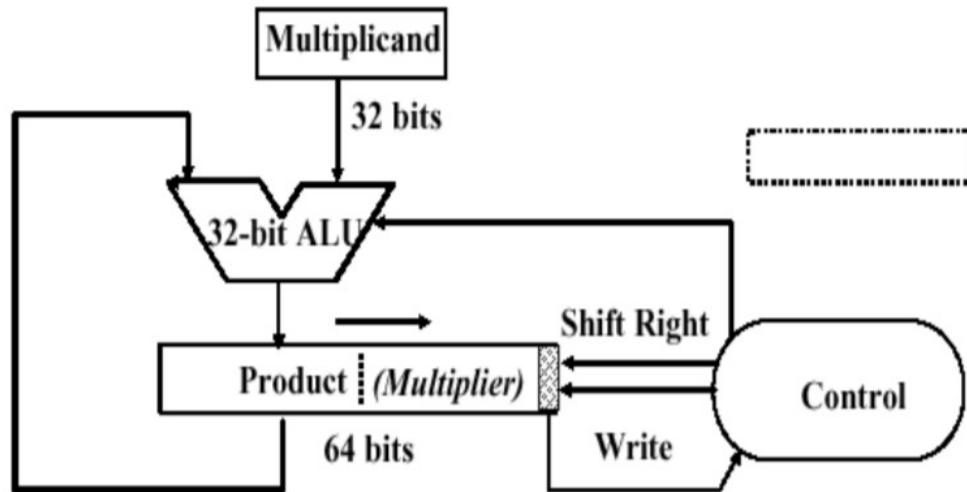 Multiplicand
32 bits
32-bit ALU
Shift Right
Product (Multiplier)
Control
64 bits
Write